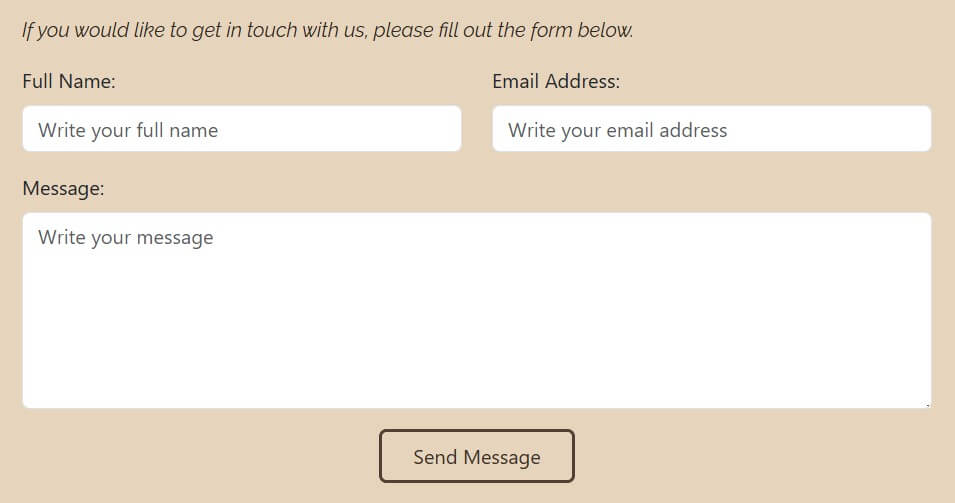 If you would like to get in touch with us, please fill out the form below.
Full Name:
Write your full name
Email Address:
Write your email address
Message:
Write your message
Send Message